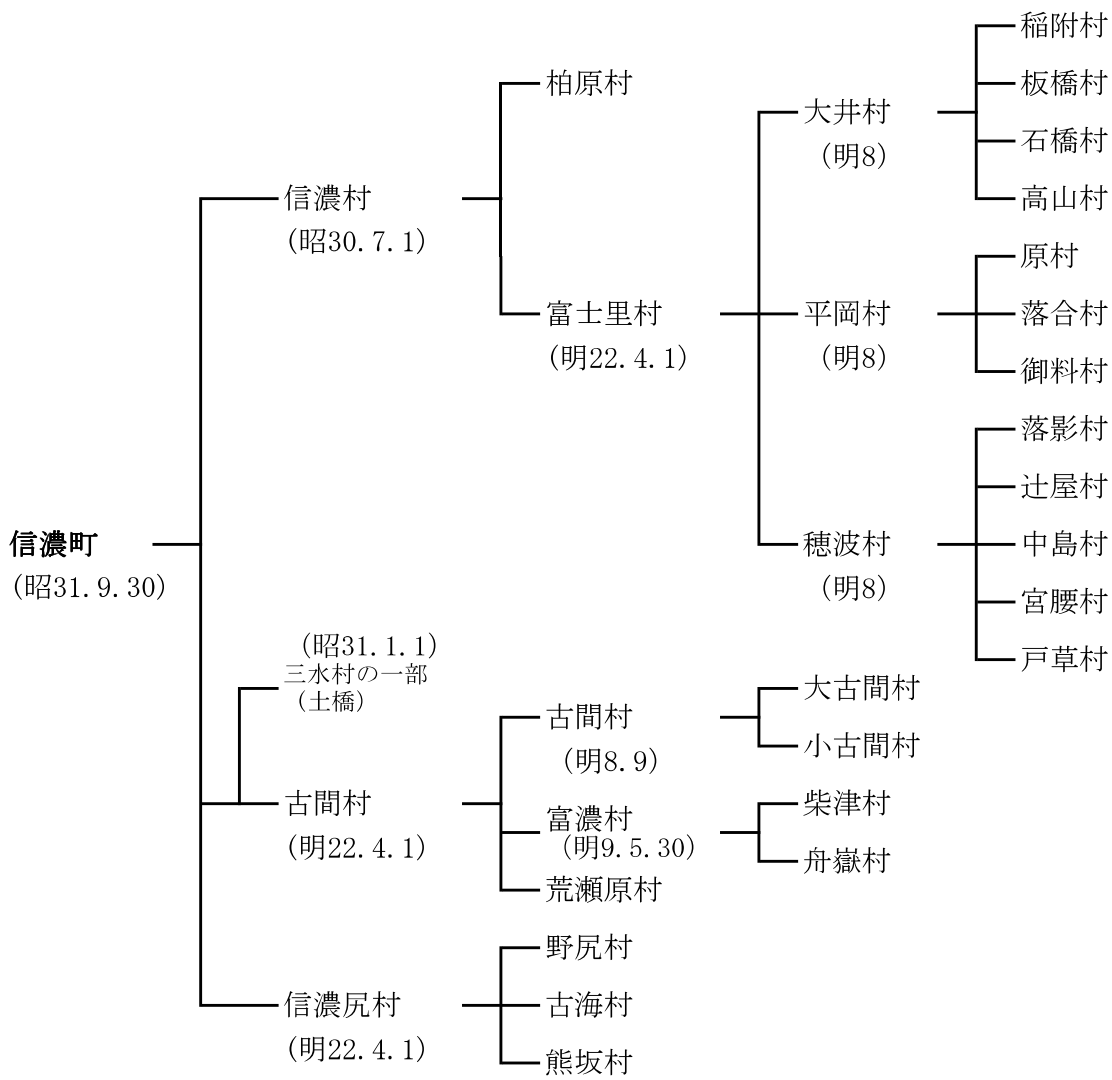 信濃町
(昭31.9.30)
信濃村
(昭30.7.1)
柏原村
富士里村
(明22.4.1)
大井村
(明8)
稲附村
板橋村
石橋村
高山村
平岡村
(明8)
原村
落合村
御料村
穂波村
(明8)
落影村
辻屋村
中島村
宮腰村
戸草村
(昭31.1.1)
三水村の一部
(土橋)
古間村
(明22.4.1)
古間村
(明8.9)
大古間村
小古間村
富濃村
(明9.5.30)
柴津村
舟嶽村
荒瀬原村
信濃尻村
(明22.4.1)
野尻村
古海村
熊坂村